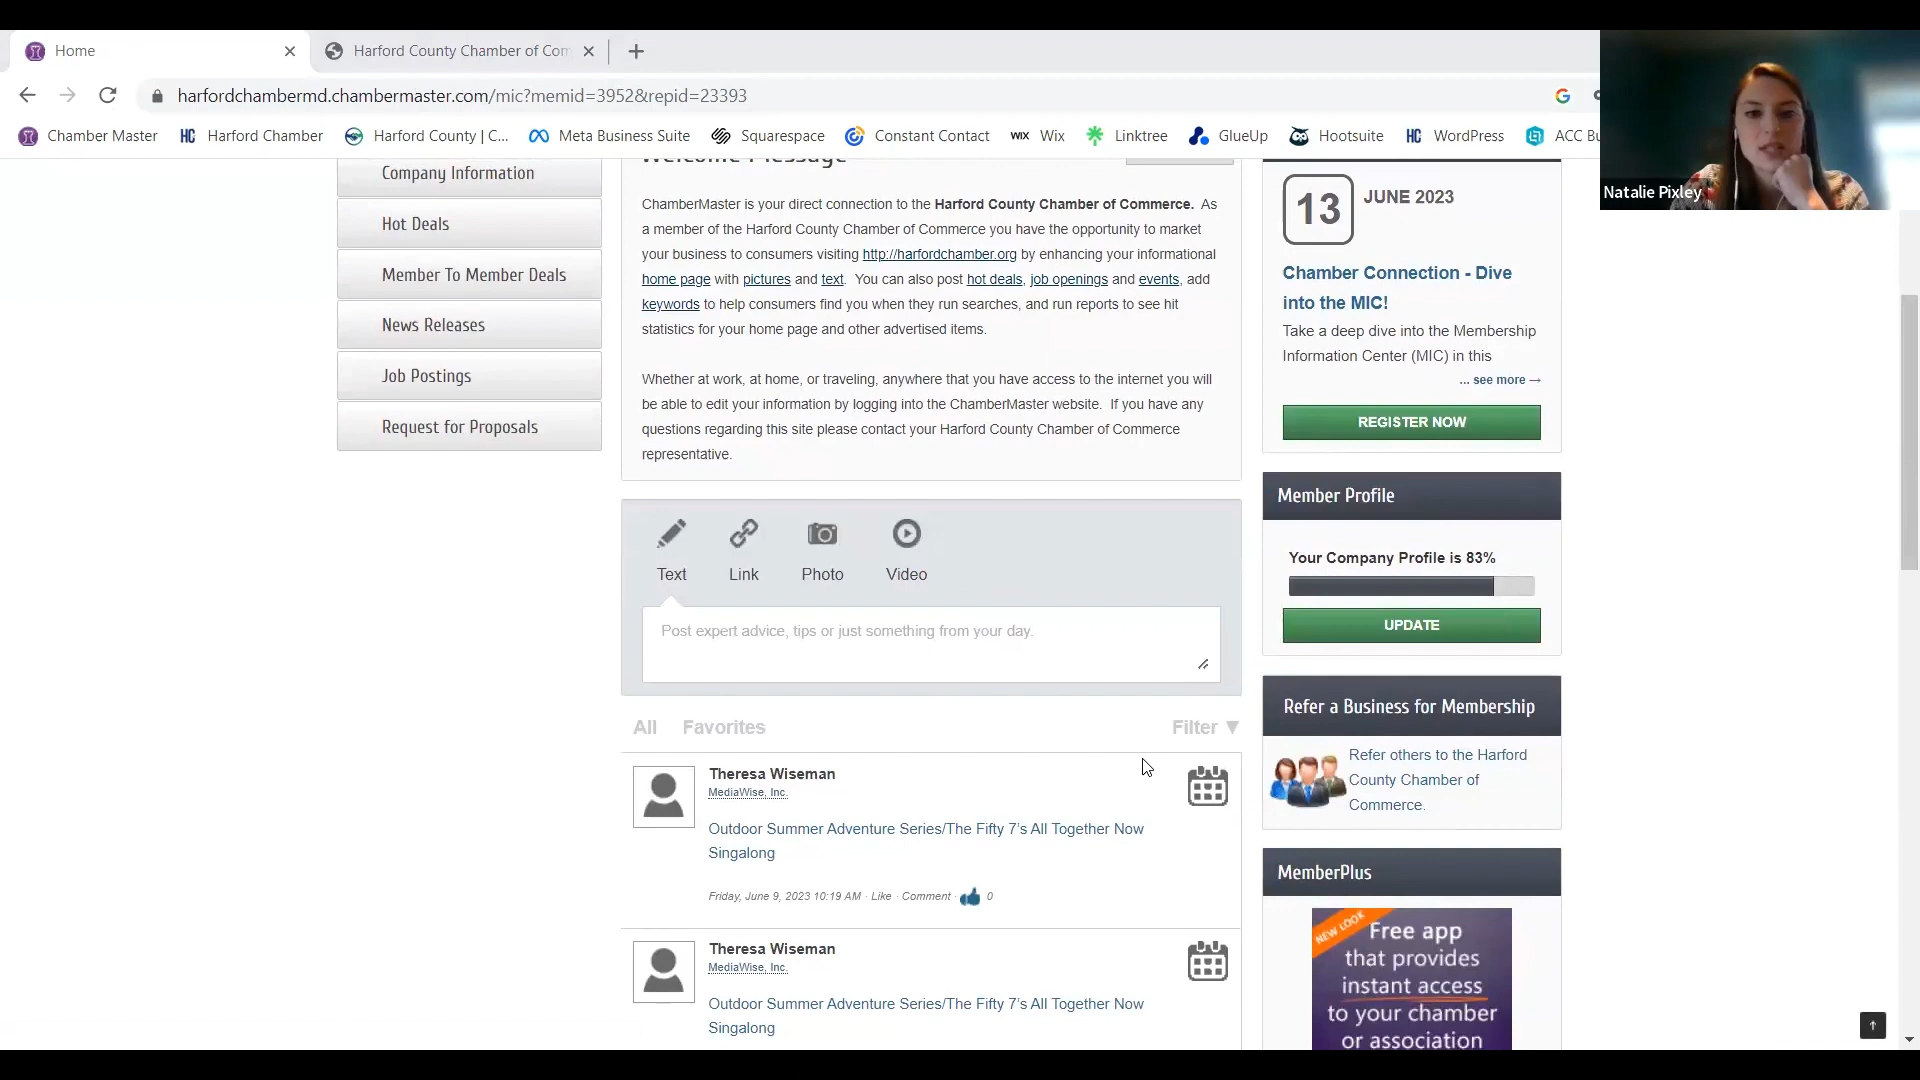 Home
Harford County Chamber of Com
harfordchambermd.chambermaster.com/mic?memid=3952&repid=23393
Chamber Master
HC Harford Chamber
Harford County | C...
Meta Business Suite
Squarespace
Constant Contact
WIX Wix
Linktree
GlueUp
Hootsuite
HC WordPress
ACC Bu
Natalie Pixley
Company Information
Hot Deals
Member To Member Deals
News Releases
Job Postings
Request for Proposals
Welcome Message
ChamberMaster is your direct connection to the Harford County Chamber of Commerce. As
a member of the Harford County Chamber of Commerce you have the opportunity to market
your business to consumers visiting http://harfordchamber.org by enhancing your informational
home page with pictures and text. You can also post hot deals, job openings and events, add
keywords to help consumers find you when they run searches, and run reports to see hit
statistics for your home page and other advertised items.
Whether at work, at home, or traveling, anywhere that you have access to the internet you will
be able to edit your information by logging into the ChamberMaster website. If you have any
questions regarding this site please contact your Harford County Chamber of Commerce
representative.
Text
Link
Photo
Video
Post expert advice, tips or just something from your day.
All
Favorites
Filter ▼
Theresa Wiseman
MediaWise, Inc.
Outdoor Summer Adventure Series/The Fifty 7's All Together Now
Singalong
Friday, June 9, 2023 10:19 AM · Like · Comment · 0
Theresa Wiseman
MediaWise, Inc.
Outdoor Summer Adventure Series/The Fifty 7's All Together Now
Singalong
13
JUNE 2023
Chamber Connection - Dive
into the MIC!
Take a deep dive into the Membership
Information Center (MIC) in this
... see more →
REGISTER NOW
Member Profile
Your Company Profile is 83%
UPDATE
Refer a Business for Membership
Refer others to the Harford
County Chamber of
Commerce.
MemberPlus
NEW LOOK
Free app
that provides
instant access
to your chamber
or association